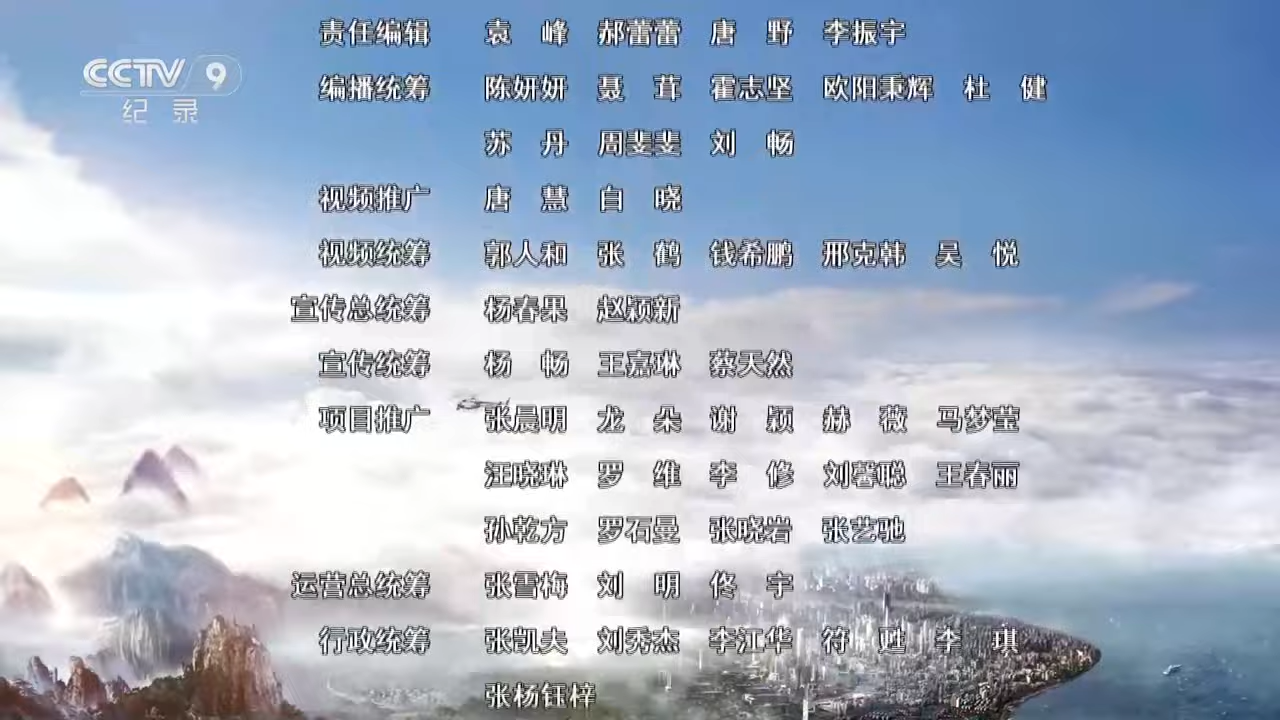 CCTV 9
纪录
责任编辑 袁峰 郝蕾蕾 唐野 李振宇
编播统筹 陈妍妍 聂茸 霍志坚 欧阳秉辉 杜健
苏丹 周斐斐 刘畅
视频推广 唐慧 白晓
视频统筹 郭人和 张鹤 钱希鹏 邢克韩 吴悦
宣传总统筹 杨春果 赵颖新
宣传统筹 杨畅 王嘉琳 蔡天然
项目推广 张晨明 龙朵 谢颖 赫薇 马梦莹
汪晓琳 罗维 李修 刘馨聪 王春丽
孙乾方 罗石曼 张晓岩 张艺驰
运营总统筹 张雪梅 刘明 佟宇
行政统筹 张凯夫 刘秀杰 李江华 符甦 李琪
张杨钰梓